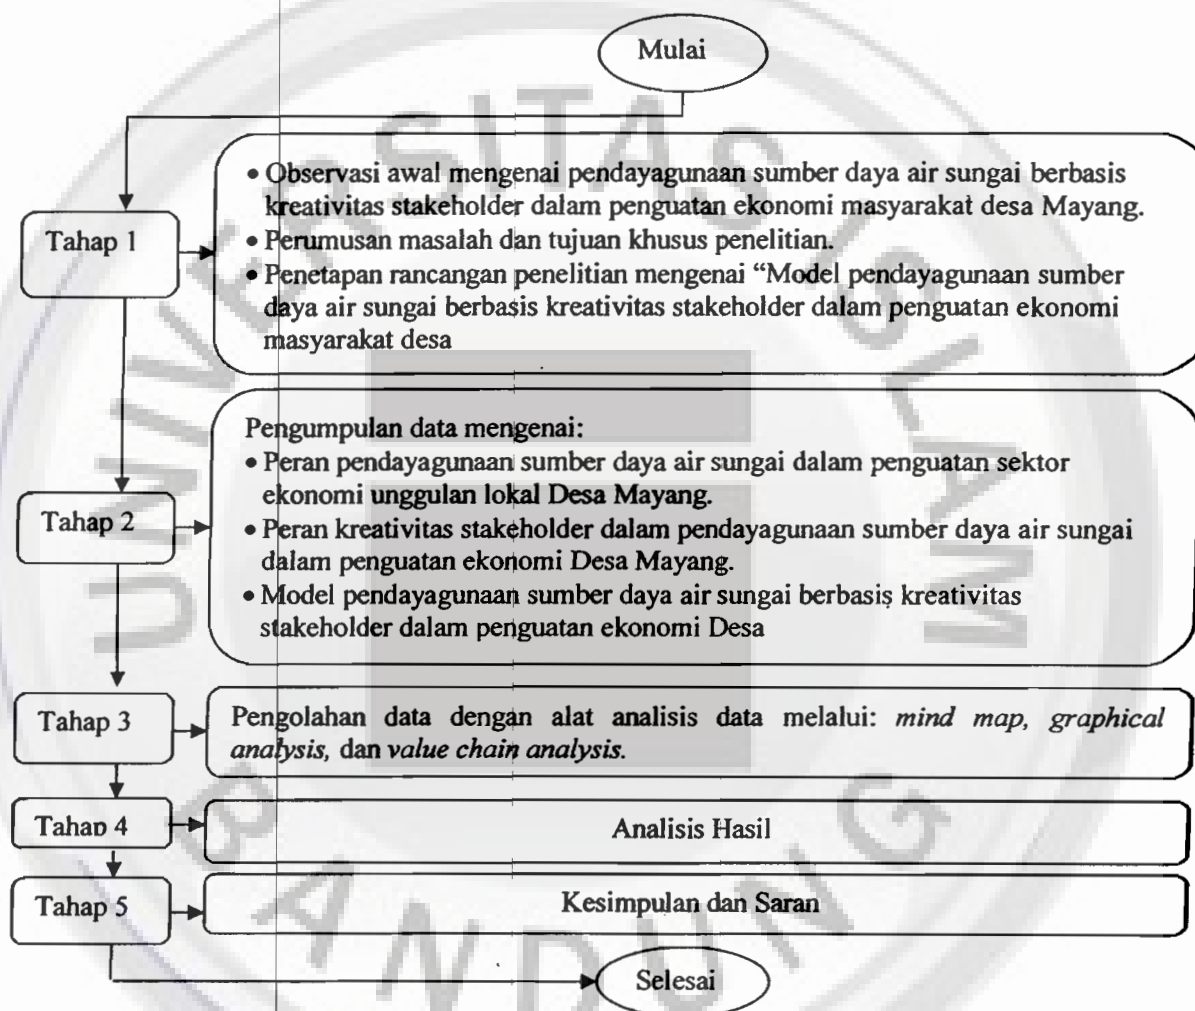 Mulai
• Observasi awal mengenai pendayagunaan sumber daya air sungai berbasis
kreativitas stakeholder dalam penguatan ekonomi masyarakat desa Mayang.
Tahap 1
• Perumusan masalah dan tujuan khusus penelitian.
• Penetapan rancangan penelitian mengenai “Model pendayagunaan sumber
daya air sungai berbasis kreativitas stakeholder dalam penguatan ekonomi
masyarakat desa
Pengumpulan data mengenai:
• Peran pendayagunaan sumber daya air sungai dalam penguatan sektor
ekonomi unggulan lokal Desa Mayang.
Tahap 2
• Peran kreativitas stakeholder dalam pendayagunaan sumber daya air sungai
dalam penguatan ekonomi Desa Mayang.
• Model pendayagunaan sumber daya air sungai berbasis kreativitas
stakeholder dalam penguatan ekonomi Desa
Tahap 3
Pengolahan data dengan alat analisis data melalui: mind map, graphical
analysis, dan value chain analysis.
Tahap 4
Analisis Hasil
Tahap 5
Kesimpulan dan Saran
Selesai
UNIVERSITAS ISLAM
BANDUNG